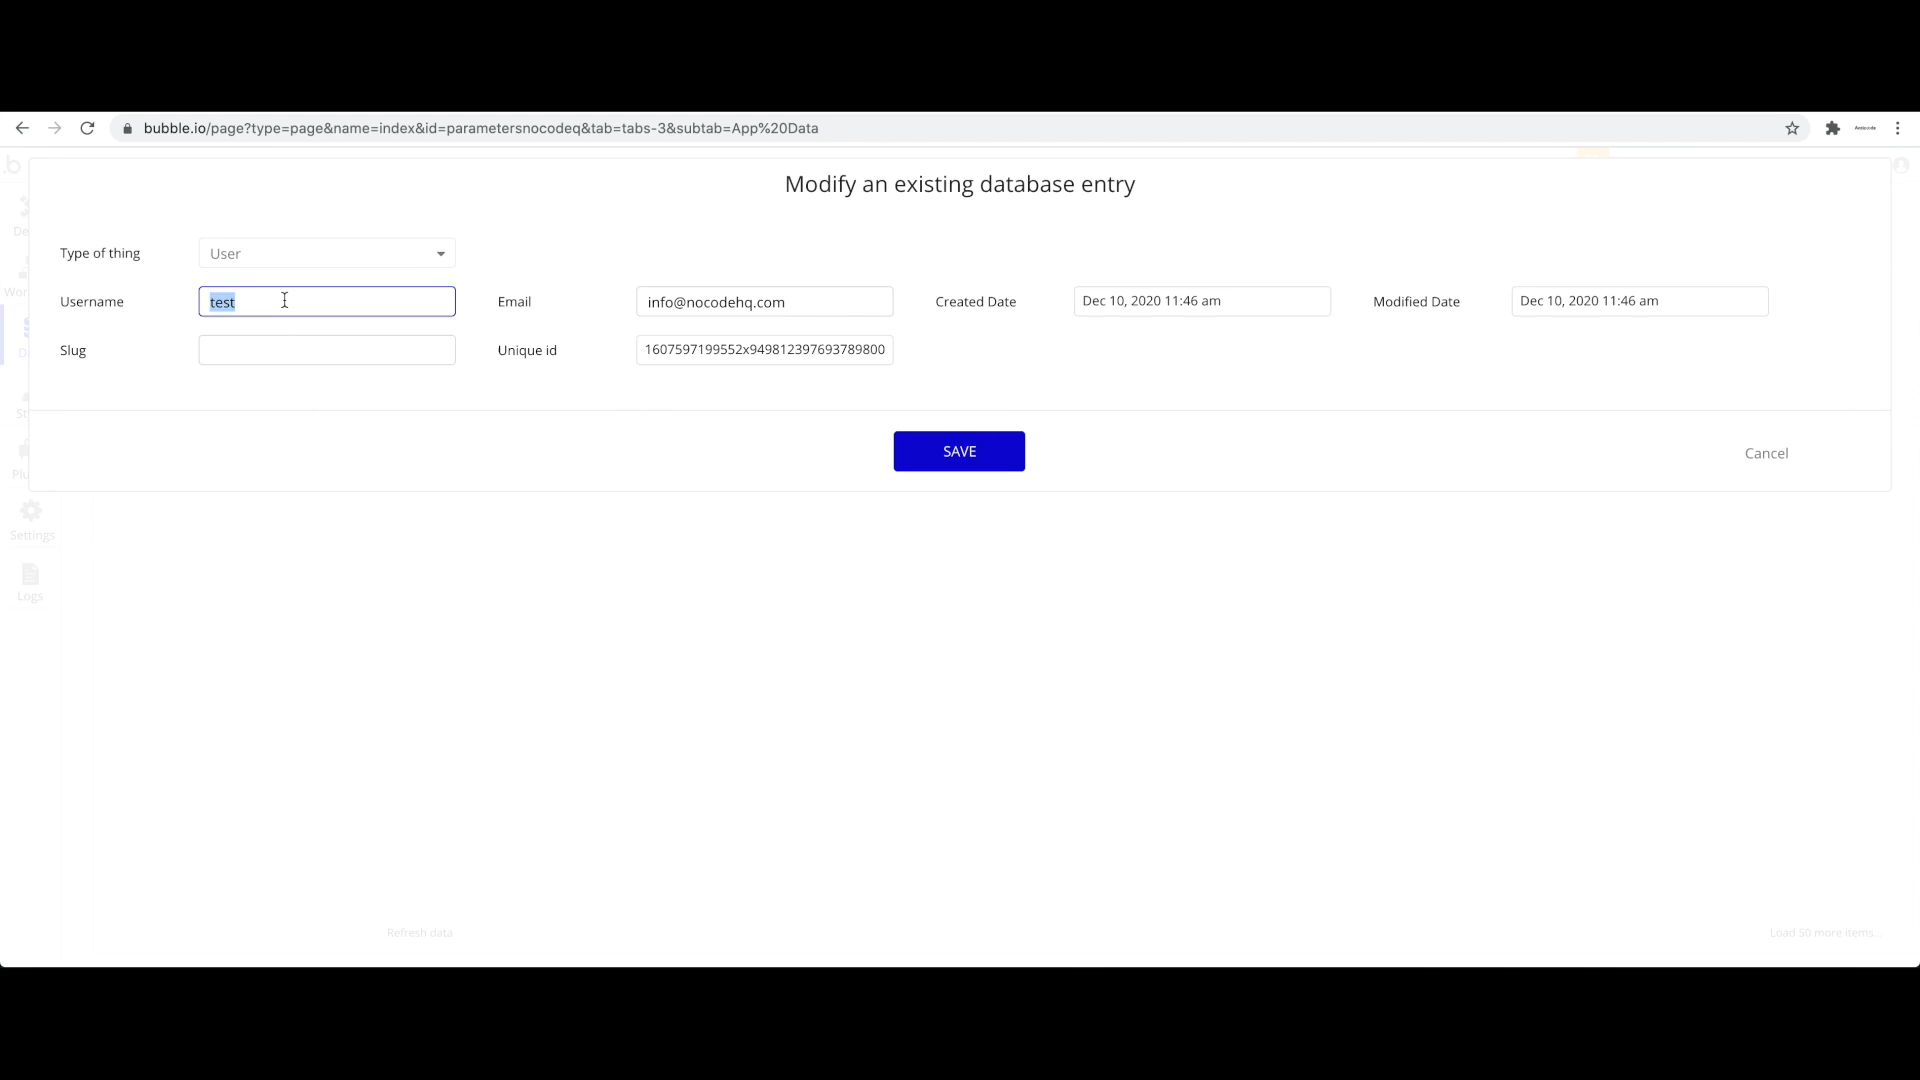 bubble.io/page?type=page&name=index&id=parametersnocodeq&tab=tabs-3&subtab=App%20Data
Modify an existing database entry
Type of thing User
Username test Email info@nocodehq.com Created Date Dec 10, 2020 11:46 am Modified Date Dec 10, 2020 11:46 am
Slug Unique id 1607597199552x949812397693789800
SAVE Cancel
Settings
Logs
Refresh data Load 50 more items...